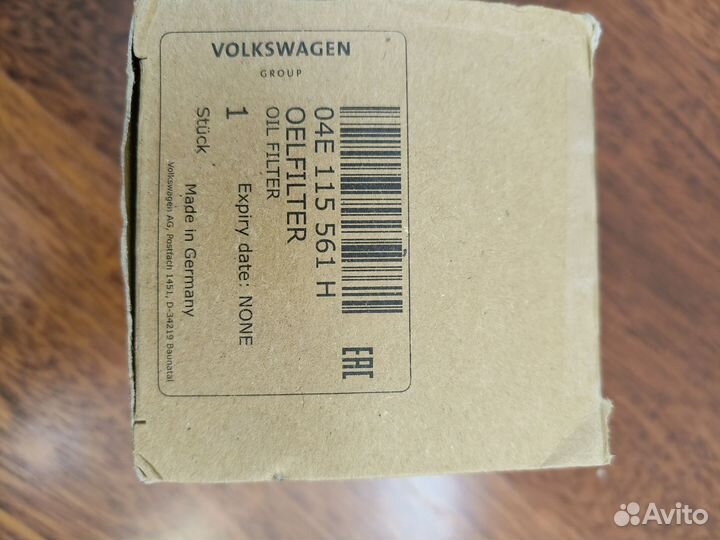 VOLKSWAGEN
GROUP
04E 115 561 H
OELFILTER
OIL FILTER
1
Expiry date: NONE
Stück
Made in Germany
Volkswagen AG, Postfach 1451, D-34219 Baunatal
EAC
Avito